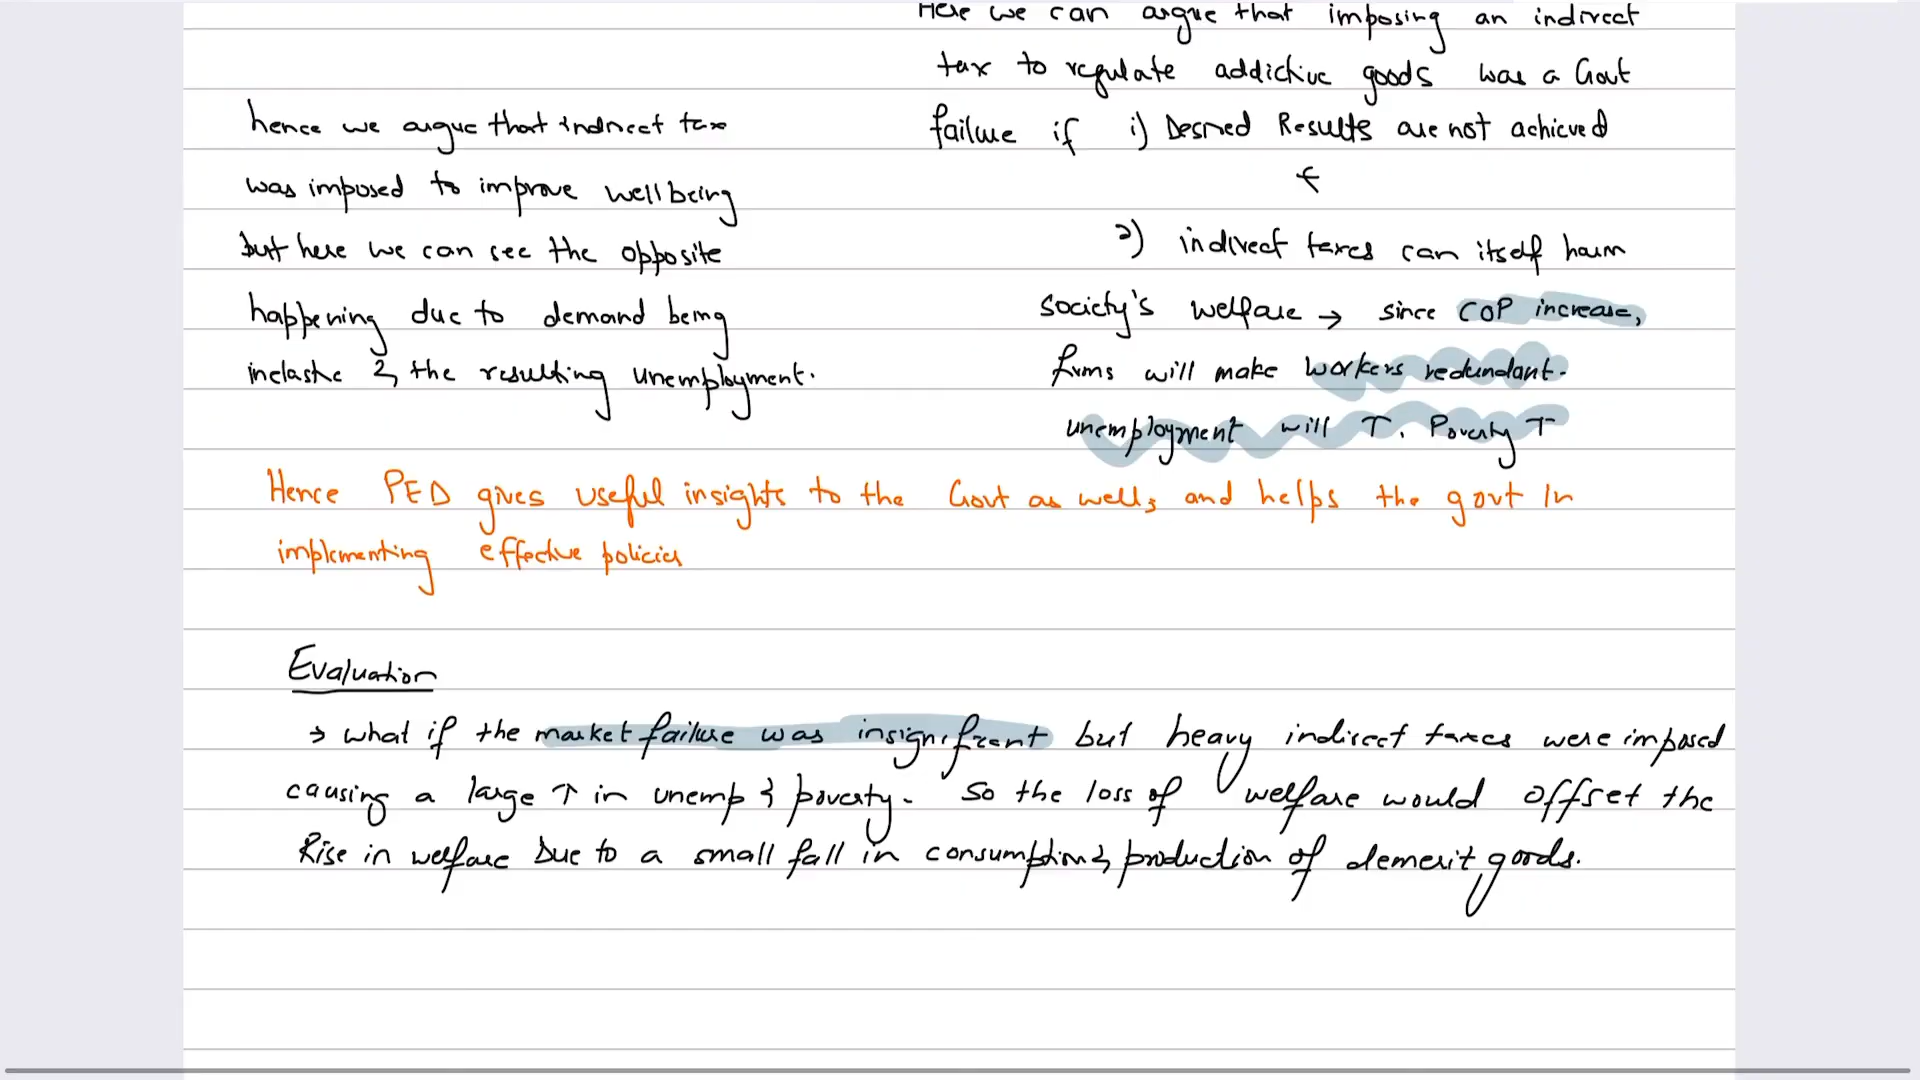 hence we argue that indirect tax
was imposed to improve wellbeing
but here we can see the opposite
happening due to demand being
inelastic & the resulting unemployment.
Here we can argue that imposing an indirect
tax to regulate addictive goods was a Govt
failure if i) Desired Results are not achieved
&
2) indirect taxes can itself harm
society's welfare → since COP increase,
firms will make workers redundant.
unemployment will ↑. Poverty ↑
Hence PED gives useful insights to the Govt as well; and helps the govt in
implementing effective policies
Evaluation
→ what if the market failure was insignificant but heavy indirect taxes were imposed
causing a large ↑ in unemp & poverty. So the loss of welfare would offset the
Rise in welfare Due to a small fall in consumption & production of demerit goods.